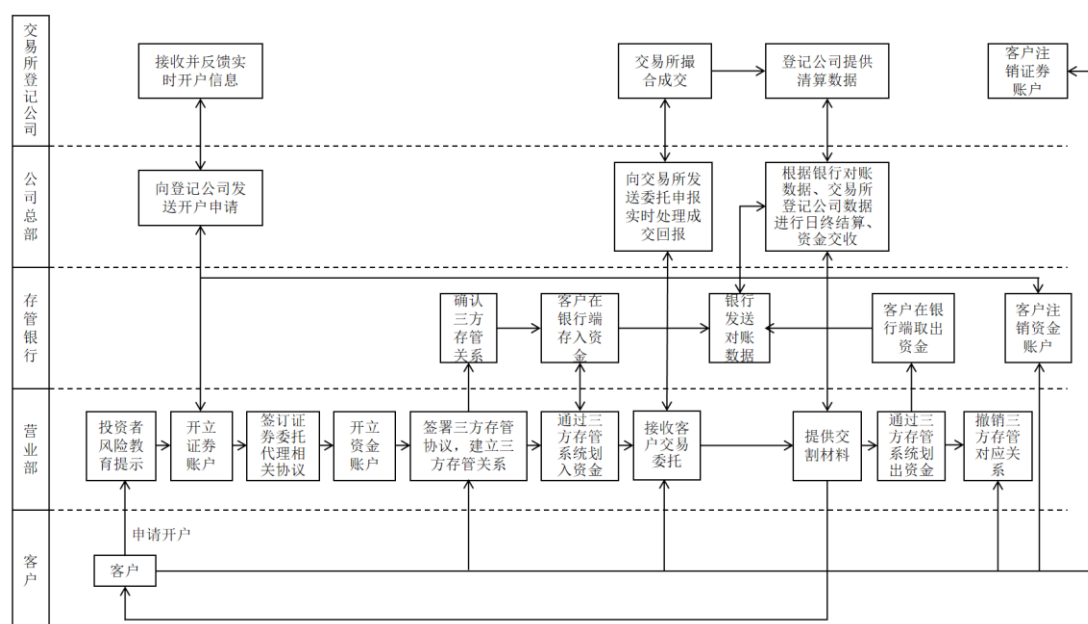 交易所登记公司
接收并反馈实
时开户信息
交易所撮
合成交
登记公司提供
清算数据
客户注
销证券
账户
公司总部
向登记公司发
送开户申请
向交易所发
送委托申报
实时处理成
交回报
根据银行对账
数据、交易所
登记公司数据
进行日终结算、
资金交收
存管银行
确认
三方
存管
关系
客户在
银行端
存入资
金
银行
发送
对账
数据
客户在银
行端取出
资金
客户注
销资金
账户
营业部
投资者
风险教
育提示
开立
证券
账户
签订证
券委托
代理相
关协议
开立
资金
账户
签署三方存管
协议，建立三
方存管关系
通过三
方存管
系统划
入资金
接收客
户交易
委托
提供交
割材料
通过三
方存管
系统划
出资金
撤销三
方存管
对应关
系
客户
申请开户
客户